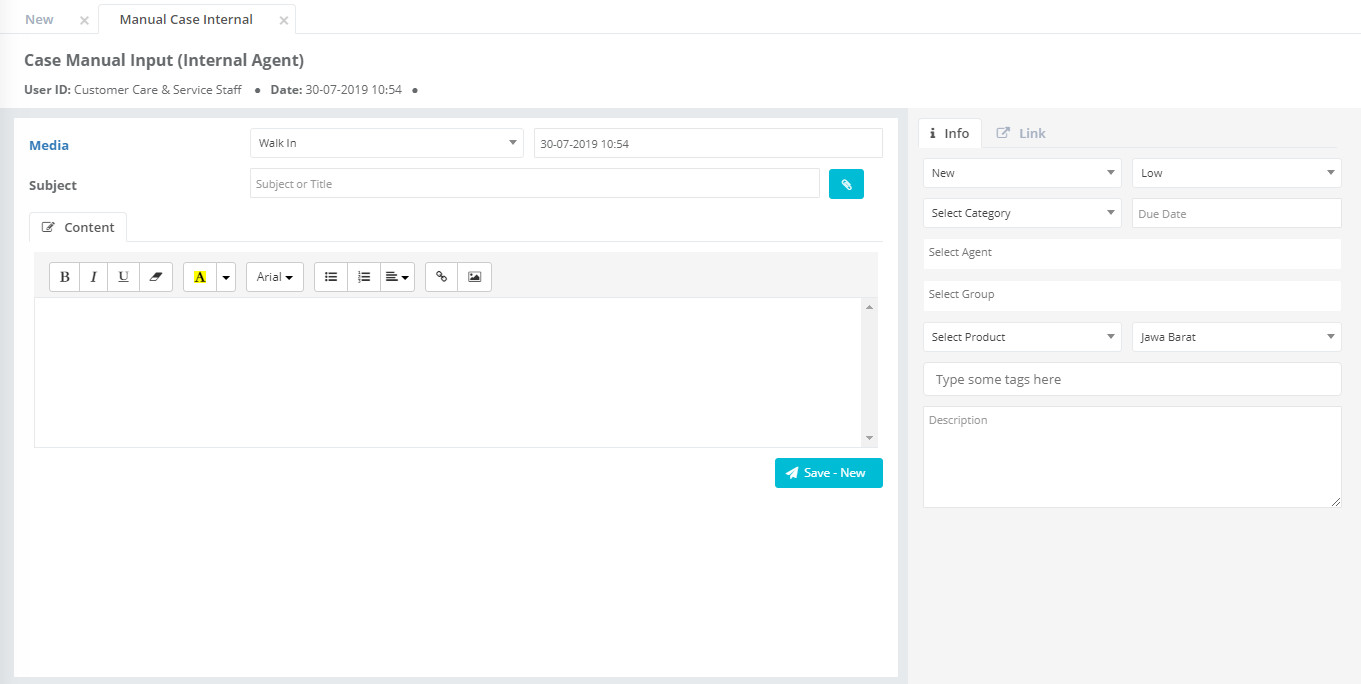 New × Manual Case Internal ×
Case Manual Input (Internal Agent)
User ID: Customer Care & Service Staff • Date: 30-07-2019 10:54 •
Media
Walk In
30-07-2019 10:54
Subject
Subject or Title
Content
B I U A Arial
Save - New
Info Link
New
Low
Select Category
Due Date
Select Agent
Select Group
Select Product
Jawa Barat
Type some tags here
Description